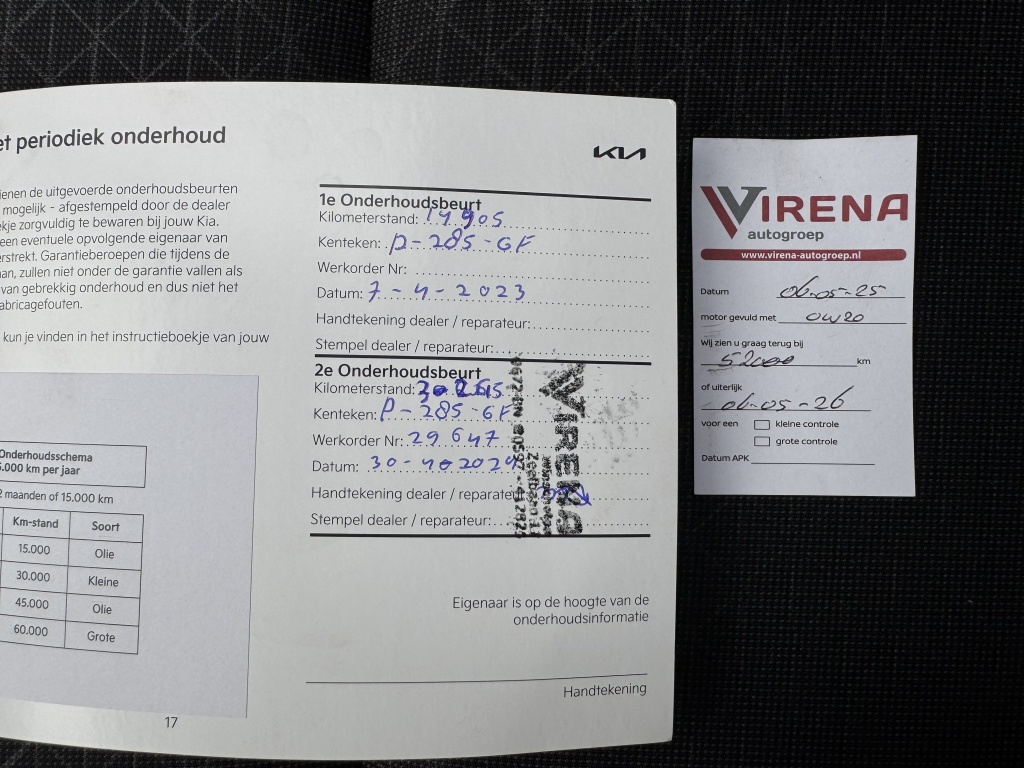 et periodiek onderhoud
ienen de uitgevoerde onderhoudsbeurten
mogelijk - afgestempeld door de dealer
ekje zorgvuldig te bewaren bij jouw Kia.
een eventuele opvolgende eigenaar van
erstrekt. Garantieberoepen die tijdens de
nan, zullen niet onder de garantie vallen als
van gebrekkig onderhoud en dus niet het
abricagefouten.
kun je vinden in het instructieboekje van jouw
Onderhoudsschema
5.000 km per jaar
2 maanden of 15.000 km
Km-stand Soort
15.000 Olie
30.000 Kleine
45.000 Olie
60.000 Grote
17
KIA
1e Onderhoudsbeurt
Kilometerstand: 14905
Kenteken: P-285-GF
Werkorder Nr:
Datum: 7-4-2023
Handtekening dealer / reparateur:
Stempel dealer / reparateur:
2e Onderhoudsbeurt
Kilometerstand:
Kenteken: P-285-GF
Werkorder Nr: 29647
Datum: 30-4-2024
Handtekening dealer / reparateur
Stempel dealer / reparateur:
VIRENA
Eigenaar is op de hoogte van de
onderhoudsinformatie
Handtekening
VIRENA
autogroep
www.virena-autogroep.nl
Datum 06-05-25
motor gevuld met 0W20
Wij zien u graag terug bij
52000 km
of uiterlijk
06-05-26
voor een kleine controle
grote controle
Datum APK